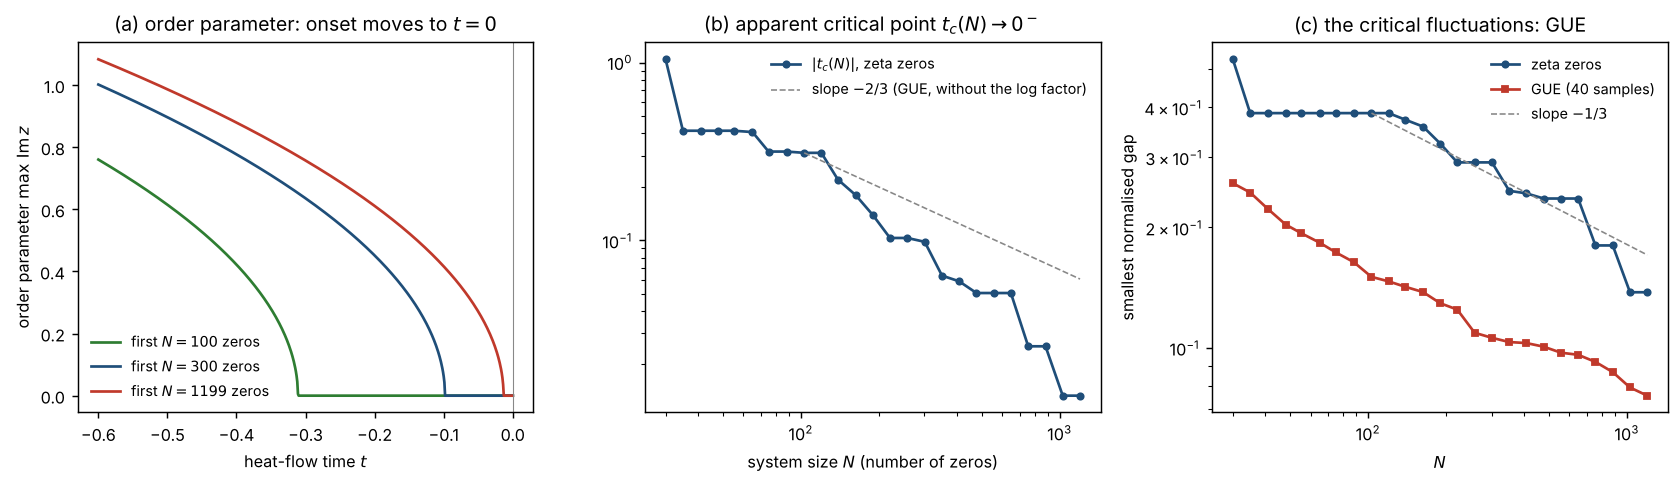 (a) order parameter: onset moves to t = 0
order parameter max Im z
1.0
0.8
0.6
0.4
0.2
0.0
first N = 100 zeros
first N = 300 zeros
first N = 1199 zeros
−0.6 −0.5 −0.4 −0.3 −0.2 −0.1 0.0
heat-flow time t
(b) apparent critical point t_c(N) → 0⁻
10⁰
10⁻¹
|t_c(N)|, zeta zeros
slope −2/3 (GUE, without the log factor)
10² 10³
system size N (number of zeros)
(c) the critical fluctuations: GUE
smallest normalised gap
4 × 10⁻¹
3 × 10⁻¹
2 × 10⁻¹
10⁻¹
zeta zeros
GUE (40 samples)
slope −1/3
10² 10³
N